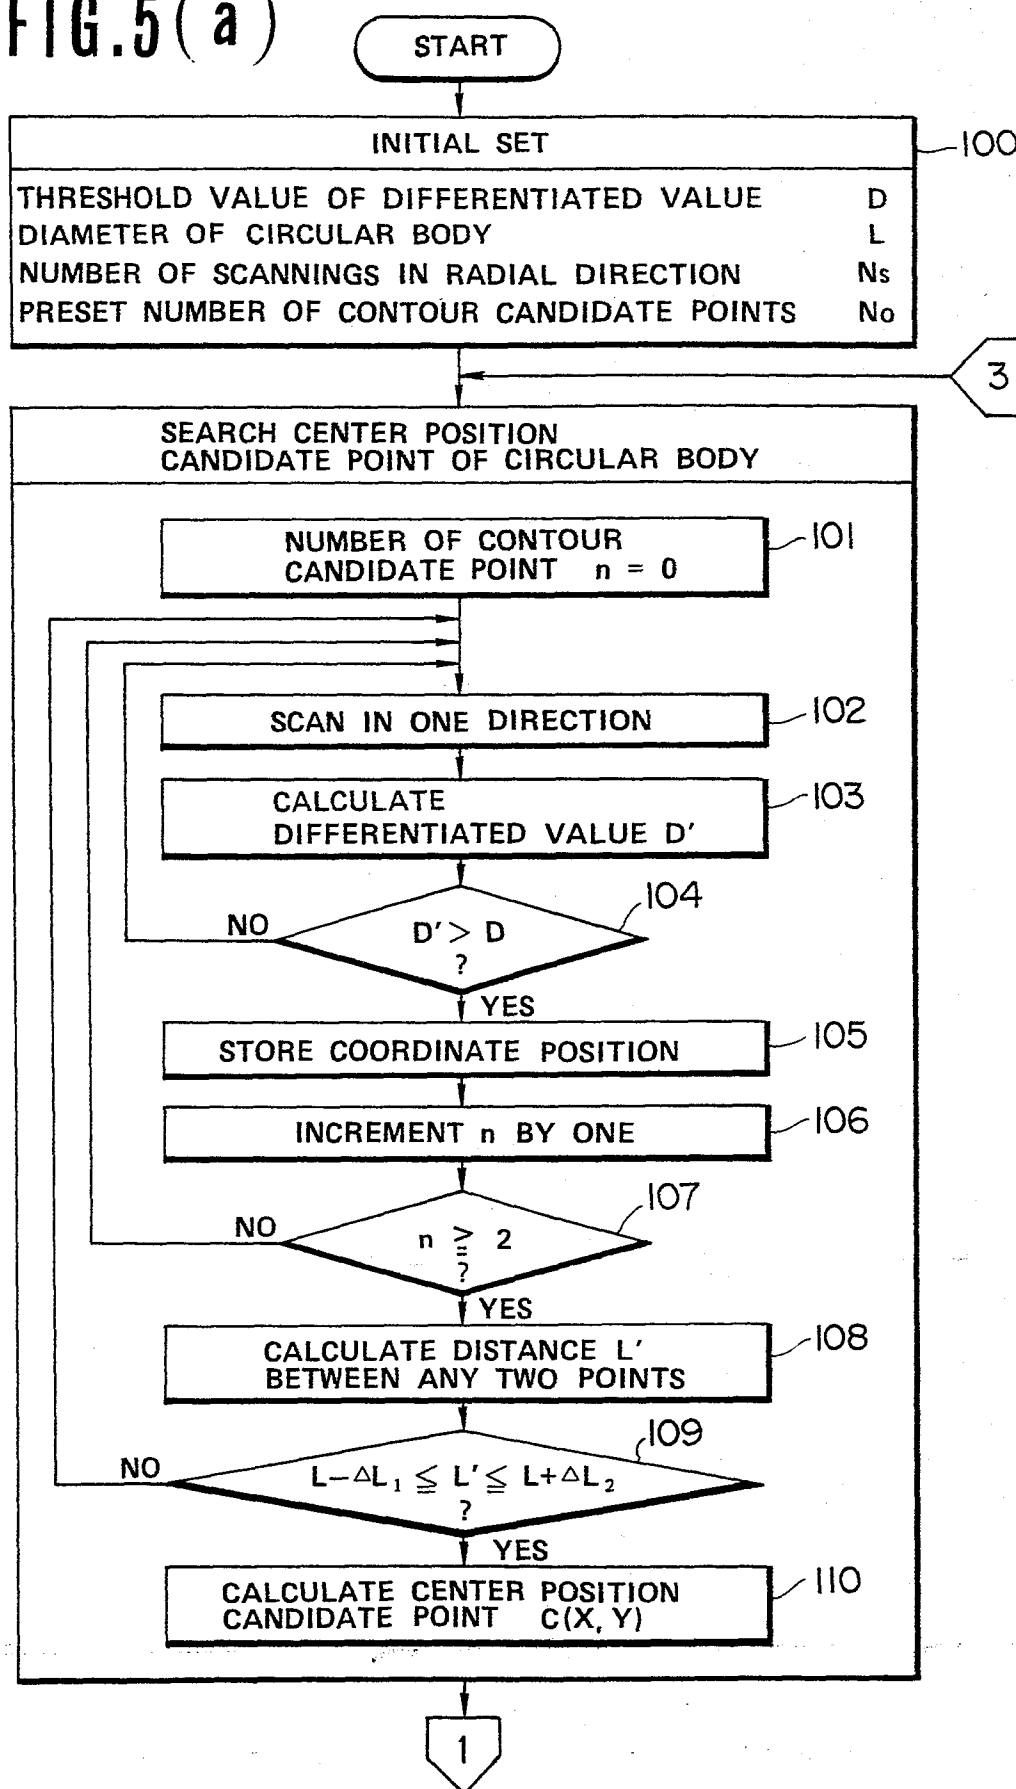 FIG.5(a)
START
INITIAL SET
100
THRESHOLD VALUE OF DIFFERENTIATED VALUE D
DIAMETER OF CIRCULAR BODY L
NUMBER OF SCANNINGS IN RADIAL DIRECTION Ns
PRESET NUMBER OF CONTOUR CANDIDATE POINTS No
3
SEARCH CENTER POSITION
CANDIDATE POINT OF CIRCULAR BODY
NUMBER OF CONTOUR
CANDIDATE POINT n = 0
101
SCAN IN ONE DIRECTION
102
CALCULATE
DIFFERENTIATED VALUE D'
103
104
NO
D' > D
?
YES
STORE COORDINATE POSITION
105
INCREMENT n BY ONE
106
107
NO
n ≧ 2
?
YES
CALCULATE DISTANCE L'
BETWEEN ANY TWO POINTS
108
109
NO
L−△L₁ ≦ L' ≦ L+△L₂
?
YES
CALCULATE CENTER POSITION
CANDIDATE POINT C(X, Y)
110
1